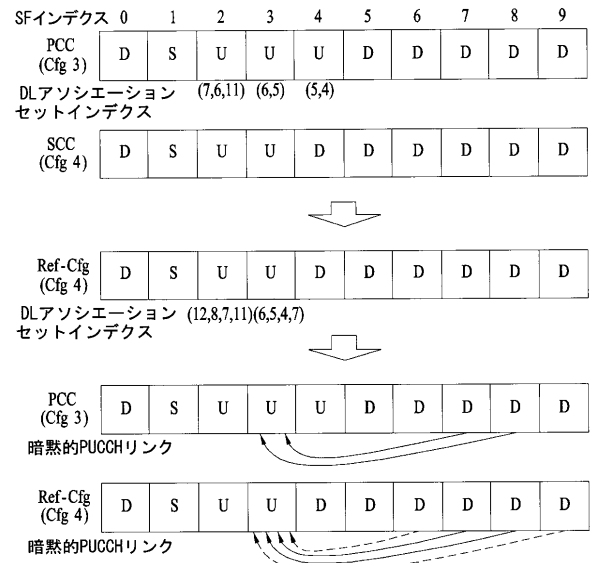 SFインデクス 0 1 2 3 4 5 6 7 8 9
PCC
(Cfg 3) D S U U U D D D D D
DLアソシエーション (7,6,11) (6,5) (5,4)
セットインデクス
SCC
(Cfg 4) D S U U D D D D D D
Ref-Cfg
(Cfg 4) D S U U D D D D D D
DLアソシエーション (12,8,7,11)(6,5,4,7)
セットインデクス
PCC
(Cfg 3) D S U U U D D D D D
暗黙的PUCCHリンク
Ref-Cfg
(Cfg 4) D S U U D D D D D D
暗黙的PUCCHリンク